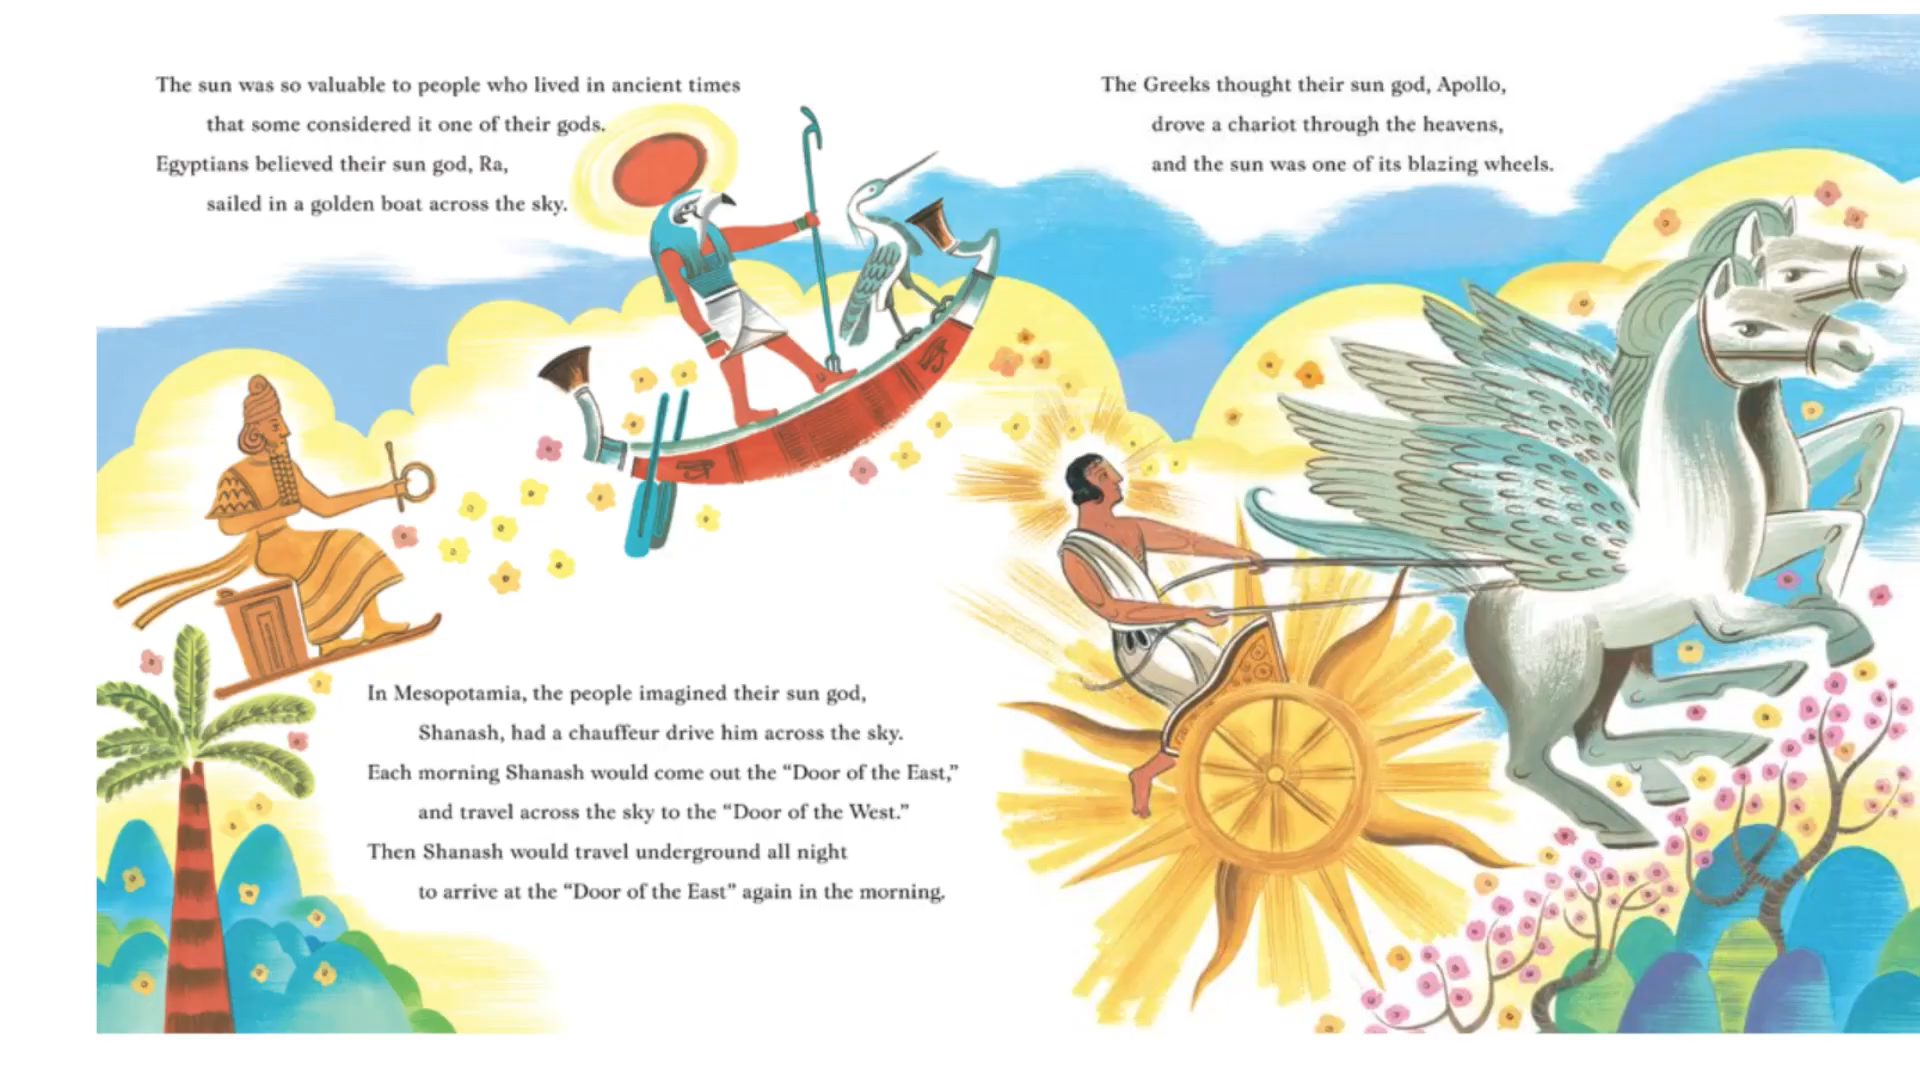 The sun was so valuable to people who lived in ancient times
that some considered it one of their gods.
Egyptians believed their sun god, Ra,
sailed in a golden boat across the sky.
In Mesopotamia, the people imagined their sun god,
Shanash, had a chauffeur drive him across the sky.
Each morning Shanash would come out the “Door of the East,”
and travel across the sky to the “Door of the West.”
Then Shanash would travel underground all night
to arrive at the “Door of the East” again in the morning.
The Greeks thought their sun god, Apollo,
drove a chariot through the heavens,
and the sun was one of its blazing wheels.